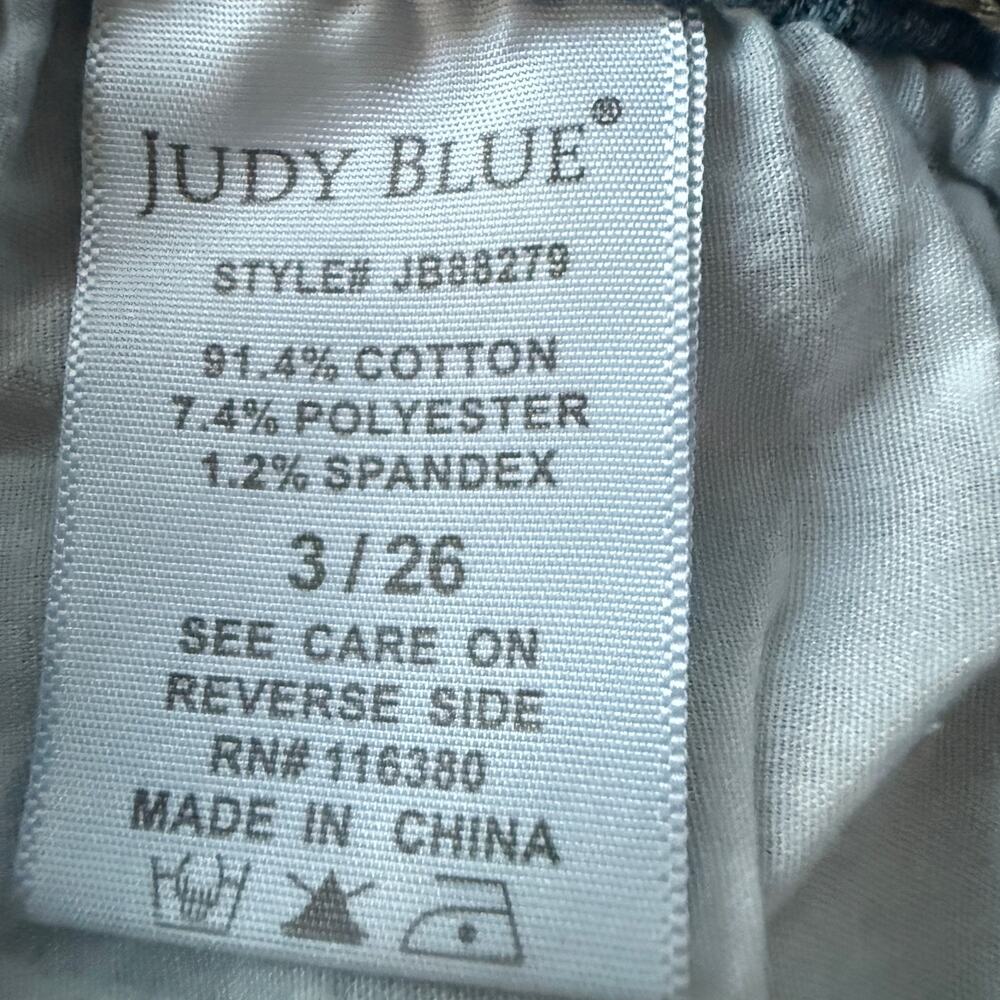 JUDY BLUE®
STYLE# JB88279
91.4% COTTON
7.4% POLYESTER
1.2% SPANDEX
3 / 26
SEE CARE ON
REVERSE SIDE
RN# 116380
MADE IN CHINA